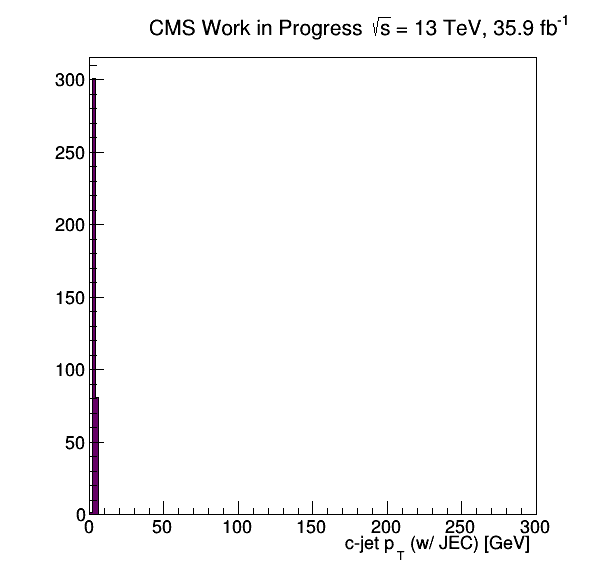 CMS Work in Progress √s = 13 TeV, 35.9 fb⁻¹
300
250
200
150
100
50
0
0 50 100 150 200 250 300
c-jet p_T (w/ JEC) [GeV]